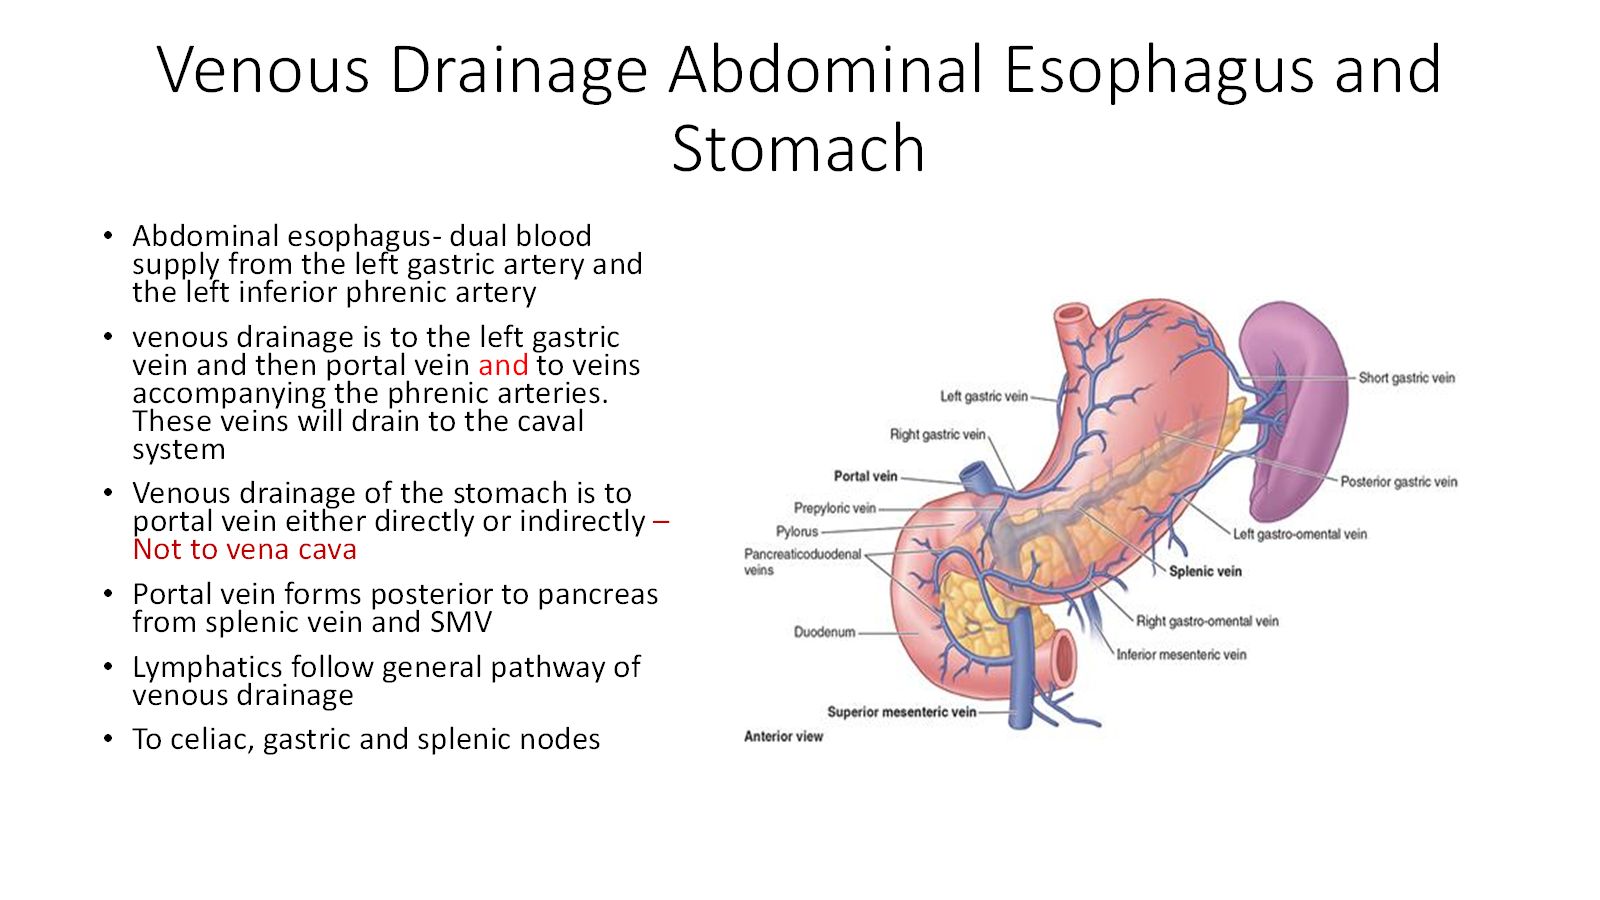 Venous Drainage Abdominal Esophagus and
Stomach
• Abdominal esophagus- dual blood
supply from the left gastric artery and
the left inferior phrenic artery
• venous drainage is to the left gastric
vein and then portal vein and to veins
accompanying the phrenic arteries.
These veins will drain to the caval
system
• Venous drainage of the stomach is to
portal vein either directly or indirectly –
Not to vena cava
• Portal vein forms posterior to pancreas
from splenic vein and SMV
• Lymphatics follow general pathway of
venous drainage
• To celiac, gastric and splenic nodes
Short gastric vein
Left gastric vein
Right gastric vein
Portal vein
Posterior gastric vein
Prepyloric vein
Pylorus
Left gastro-omental vein
Pancreaticoduodenal
veins
Splenic vein
Right gastro-omental vein
Duodenum
Inferior mesenteric vein
Superior mesenteric vein
Anterior view